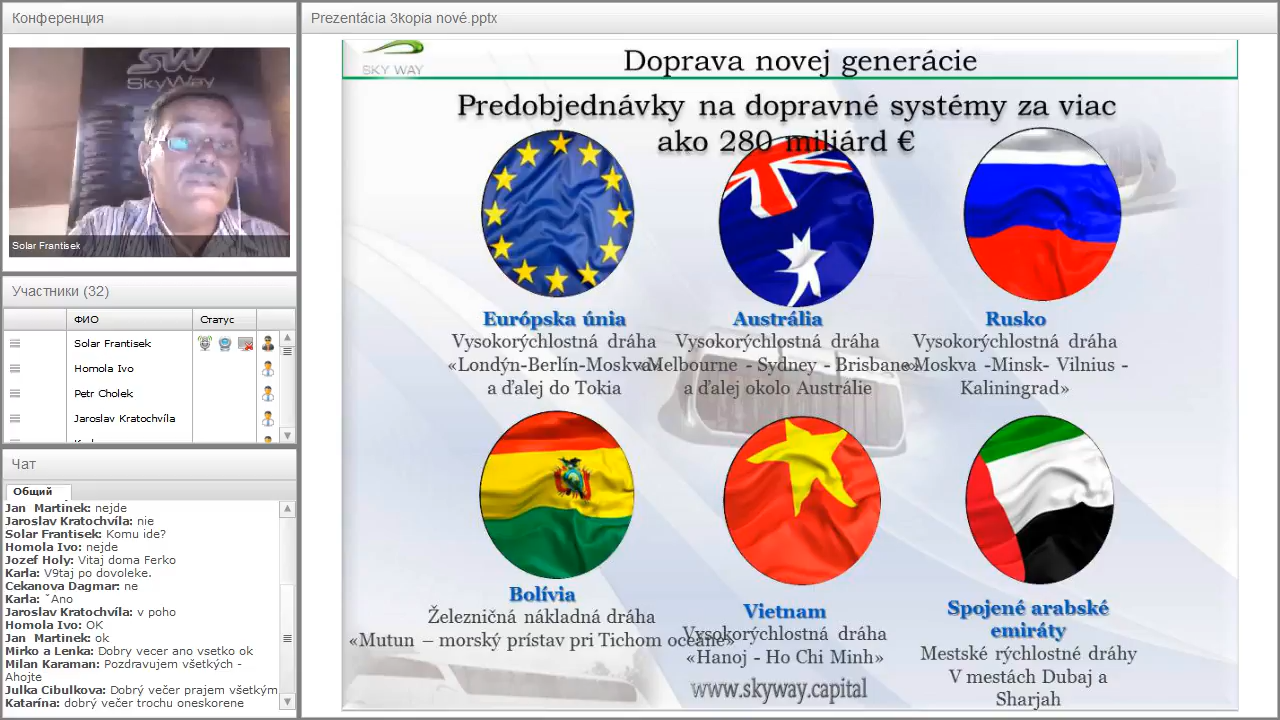 Конференция
SW
SkyWay
Solar Frantisek
Участники (32)
ФИО
Статус
Solar Frantisek
Homola Ivo
Petr Cholek
Jaroslav Kratochvíla
Чат
Общий
Jan Martinek: nejde
Jaroslav Kratochvíla: nie
Solar Frantisek: Komu ide?
Homola Ivo: nejde
Jozef Holy: Vitaj doma Ferko
Karla: V9taj po dovoleke.
Cekanova Dagmar: ne
Karla: ˇAno
Jaroslav Kratochvíla: v poho
Homola Ivo: OK
Jan Martinek: ok
Mirko a Lenka: Dobry vecer ano vsetko ok
Milan Karaman: Pozdravujem všetkých -
Ahojte
Julka Cibulkova: Dobrý večer prajem všetkým
Katarína: dobrý večer trochu oneskorene
Prezentácia 3kopia nové.pptx
SKY WAY
Doprava novej generácie
Predobjednávky na dopravné systémy za viac
ako 280 miliárd €
Európska únia
Vysokorýchlostná dráha
«Londýn-Berlín-Moskva»
a ďalej do Tokia
Austrália
Vysokorýchlostná dráha
«Melbourne - Sydney - Brisbane»
a ďalej okolo Austrálie
Rusko
Vysokorýchlostná dráha
«Moskva -Minsk- Vilnius -
Kaliningrad»
Bolívia
Železničná nákladná dráha
«Mutun – morský prístav pri Tichom oceáne»
Vietnam
Vysokorýchlostná dráha
«Hanoj - Ho Chi Minh»
Spojené arabské
emiráty
Mestské rýchlostné dráhy
V mestách Dubaj a
Sharjah
www.skyway.capital